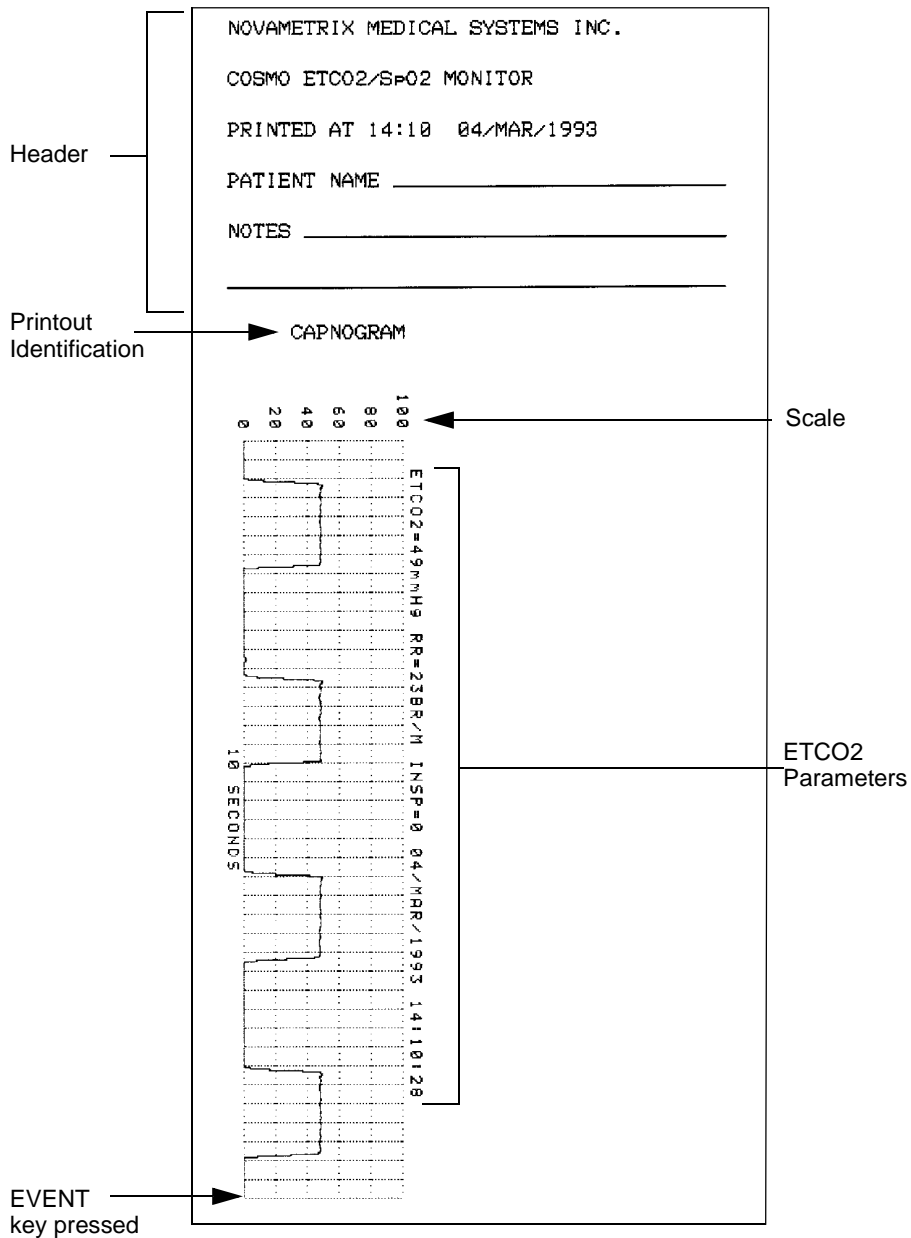 NOVAMETRIX MEDICAL SYSTEMS INC.
COSMO ETCO2/SpO2 MONITOR
PRINTED AT 14:10 04/MAR/1993
Header
PATIENT NAME
NOTES
Printout
Identification
CAPNOGRAM
0 20 40 60 80 100
Scale
ETCO2=49mmHg RR=23BR/M INSP=0 04/MAR/1993 14:10:28
10 SECONDS
ETCO2
Parameters
EVENT
key pressed